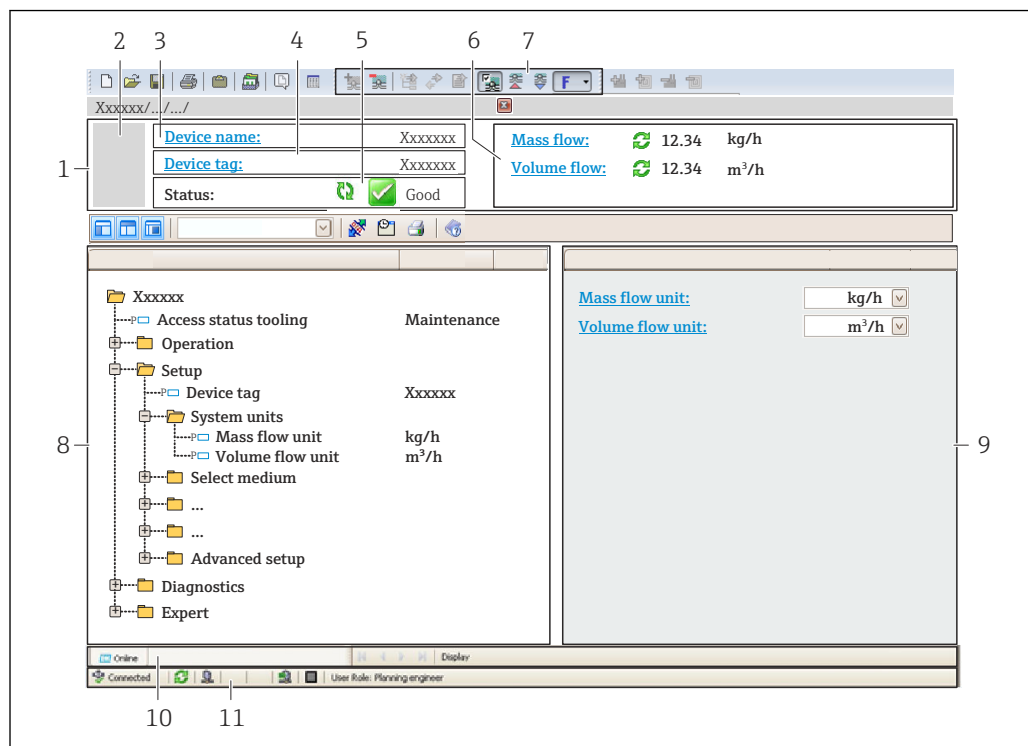 2 3 4 5 6 7
F
Xxxxxx/.../.../
1
Device name: Xxxxxxx
Device tag: Xxxxxxx
Status: Good
Mass flow: 12.34 kg/h
Volume flow: 12.34 m³/h
Xxxxxx
P Access status tooling Maintenance
Operation
Setup
P Device tag Xxxxxx
System units
P Mass flow unit kg/h
P Volume flow unit m³/h
Select medium
...
...
Advanced setup
Diagnostics
Expert
8
Mass flow unit: kg/h
Volume flow unit: m³/h
9
Online Display
Connected User Role: Planning engineer
10 11